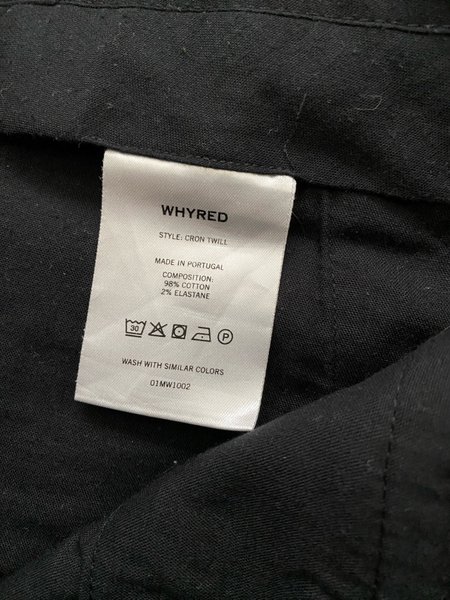 WHYRED
STYLE: CRON TWILL
MADE IN PORTUGAL
COMPOSITION:
98% COTTON
2% ELASTANE
30
P
WASH WITH SIMILAR COLORS
01MW1002